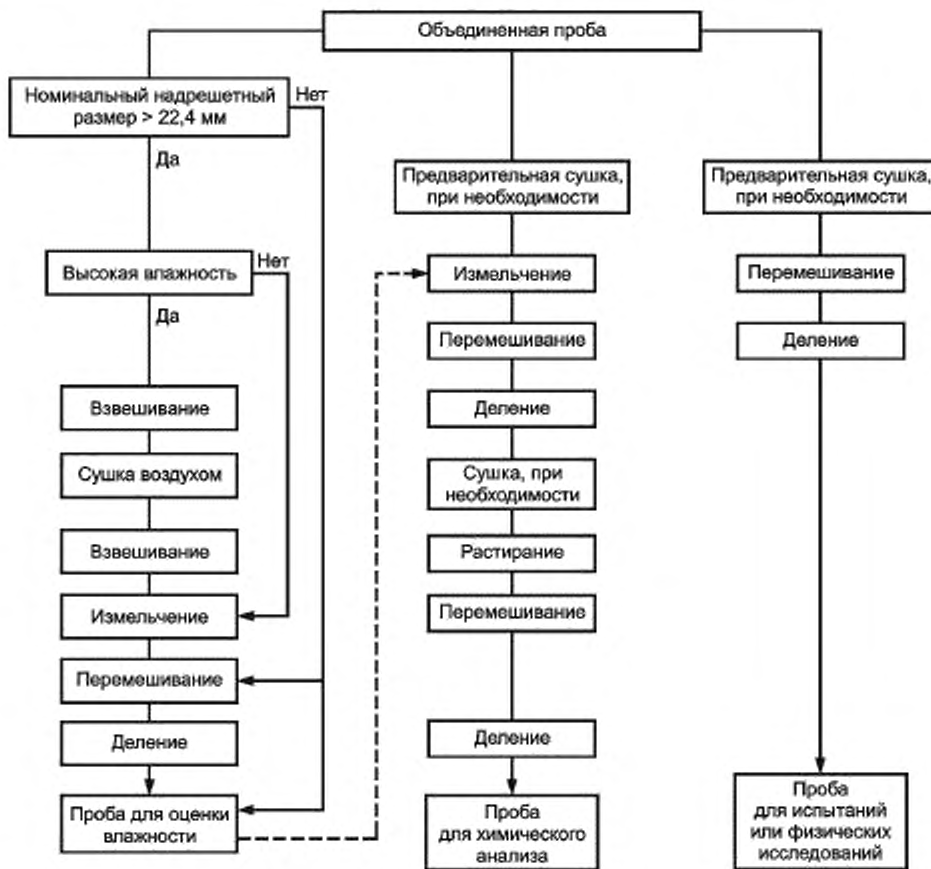 Объединенная проба
Номинальный надрешетный
размер > 22,4 мм
Нет
Да
Высокая влажность
Нет
Да
Взвешивание
Сушка воздухом
Взвешивание
Измельчение
Перемешивание
Деление
Проба для оценки
влажности
Предварительная сушка,
при необходимости
Измельчение
Перемешивание
Деление
Сушка, при
необходимости
Растирание
Перемешивание
Деление
Проба
для химического
анализа
Предварительная сушка,
при необходимости
Перемешивание
Деление
Проба
для испытаний
или физических
исследований